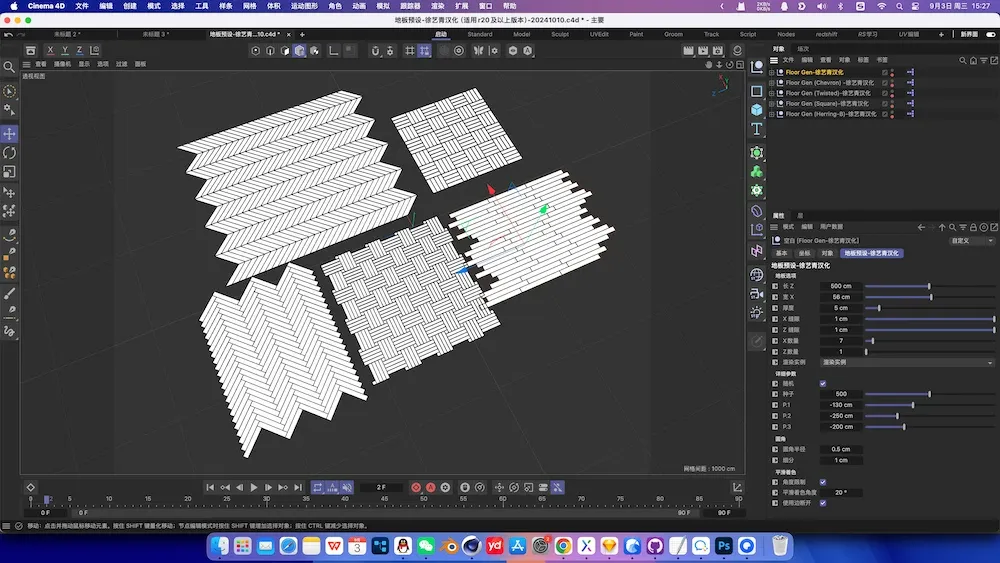 Cinema 4D 文件 编辑 创建 模式 选择 工具 样条 网格 体积 运动图形 角色 动画 模拟 跟踪器 渲染 扩展 窗口 帮助 9月3日 周三 15:27
地板预设-徐艺青汉化 (适用 r20 及以上版本)-20241010.c4d * - 主要
未标题 2 * 未标题 3 * 地板预设-徐艺青汉化 (适用 r20 及以上版本...10.c4d * 启动 Standard Model Sculpt UVEdit Paint Groom Track Script Nodes redshift RS学习 UV编辑 新界面
查看 摄像机 显示 选项 过滤 面板
透视视图
对象 场次
文件 编辑 查看 对象 标签 书签
Floor Gen-徐艺青汉化
Floor Gen (Chevron) -徐艺青汉化
Floor Gen (Twisted)-徐艺青汉化
Floor Gen (Square)-徐艺青汉化
Floor Gen (Herring-B)-徐艺青汉化
属性 层
模式 编辑 用户数据
空白 [Floor Gen-徐艺青汉化] 自定义
基本 坐标 对象 地板预设-徐艺青汉化
地板预设-徐艺青汉化
地板选项
长 Z 500 cm
宽 X 56 cm
厚度 5 cm
X 缝隙 1 cm
Z 缝隙 1 cm
X 数量 7
Z 数量 1
渲染实例 渲染实例
详细参数
随机
种子 500
P.1 -130 cm
P.2 -250 cm
P.3 -200 cm
圆角
圆角半径 0.5 cm
细分 1 cm
平滑着色
角度限制
平滑着色角度 20 °
使用边断开
网格间距 : 1000 cm
2 F
0 2 5 10 15 20 25 30 35 40 45 50 55 60 65 70 75 80 85 90
0 F 0 F 90 F 90 F
移动：点击并拖动鼠标移动元素。按住 SHIFT 键量化移动；节点编辑模式时按住 SHIFT 键增加选择对象；按住 CTRL 键减少选择对象。